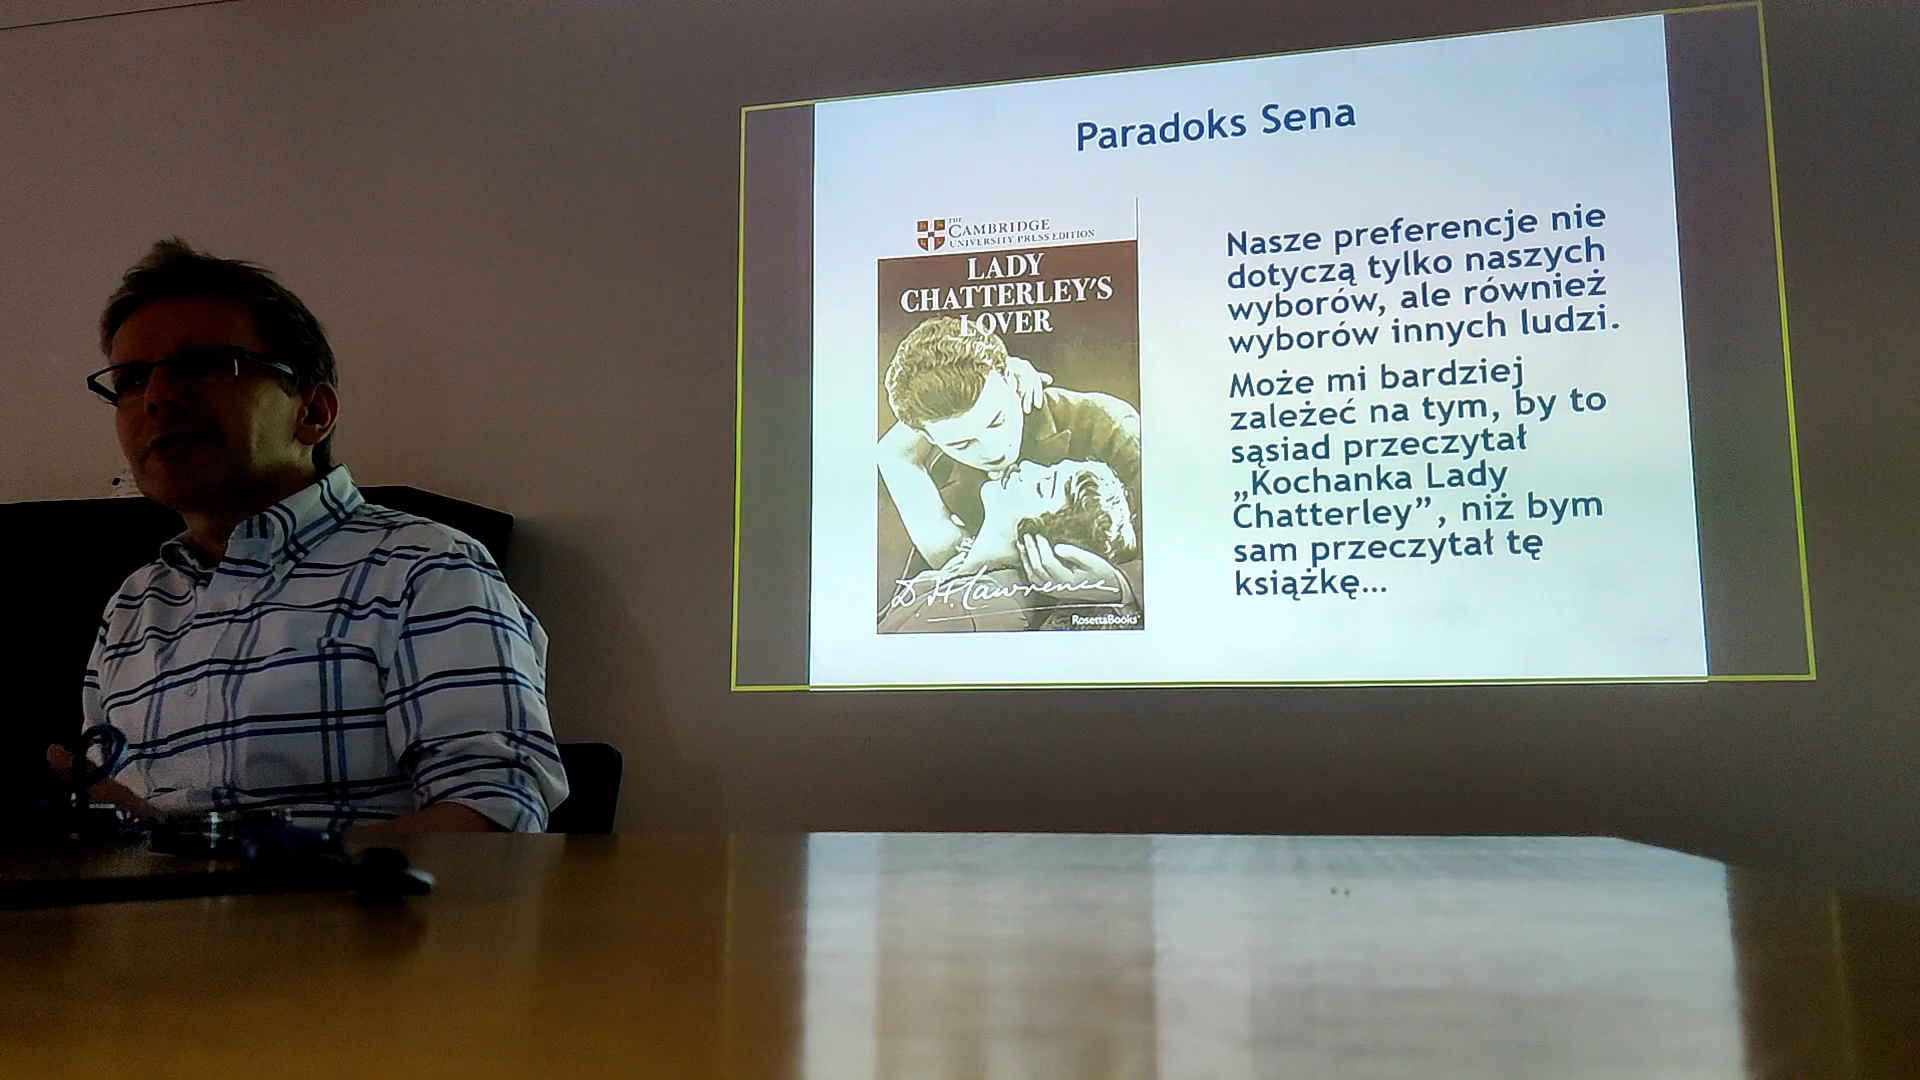 Paradoks Sena
THE
CAMBRIDGE
UNIVERSITY PRESS EDITION
LADY
CHATTERLEY'S
LOVER
D. H. Lawrence
RosettaBooks
Nasze preferencje nie
dotyczą tylko naszych
wyborów, ale również
wyborów innych ludzi.
Może mi bardziej
zależeć na tym, by to
sąsiad przeczytał
„Kochanka Lady
Chatterley”, niż bym
sam przeczytał tę
książkę...